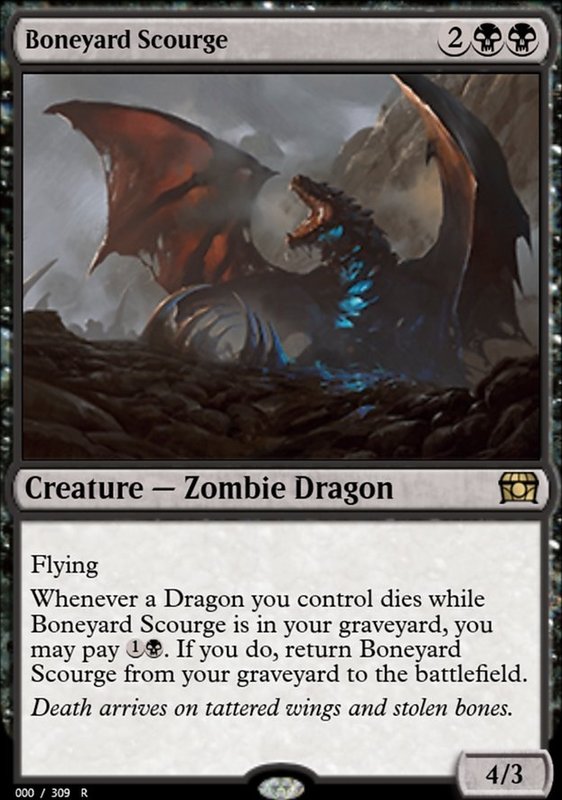 Boneyard Scourge 2
Creature — Zombie Dragon
Flying
Whenever a Dragon you control dies while
Boneyard Scourge is in your graveyard, you
may pay 1. If you do, return Boneyard
Scourge from your graveyard to the battlefield.
Death arrives on tattered wings and stolen bones.
4/3
000 / 309 R